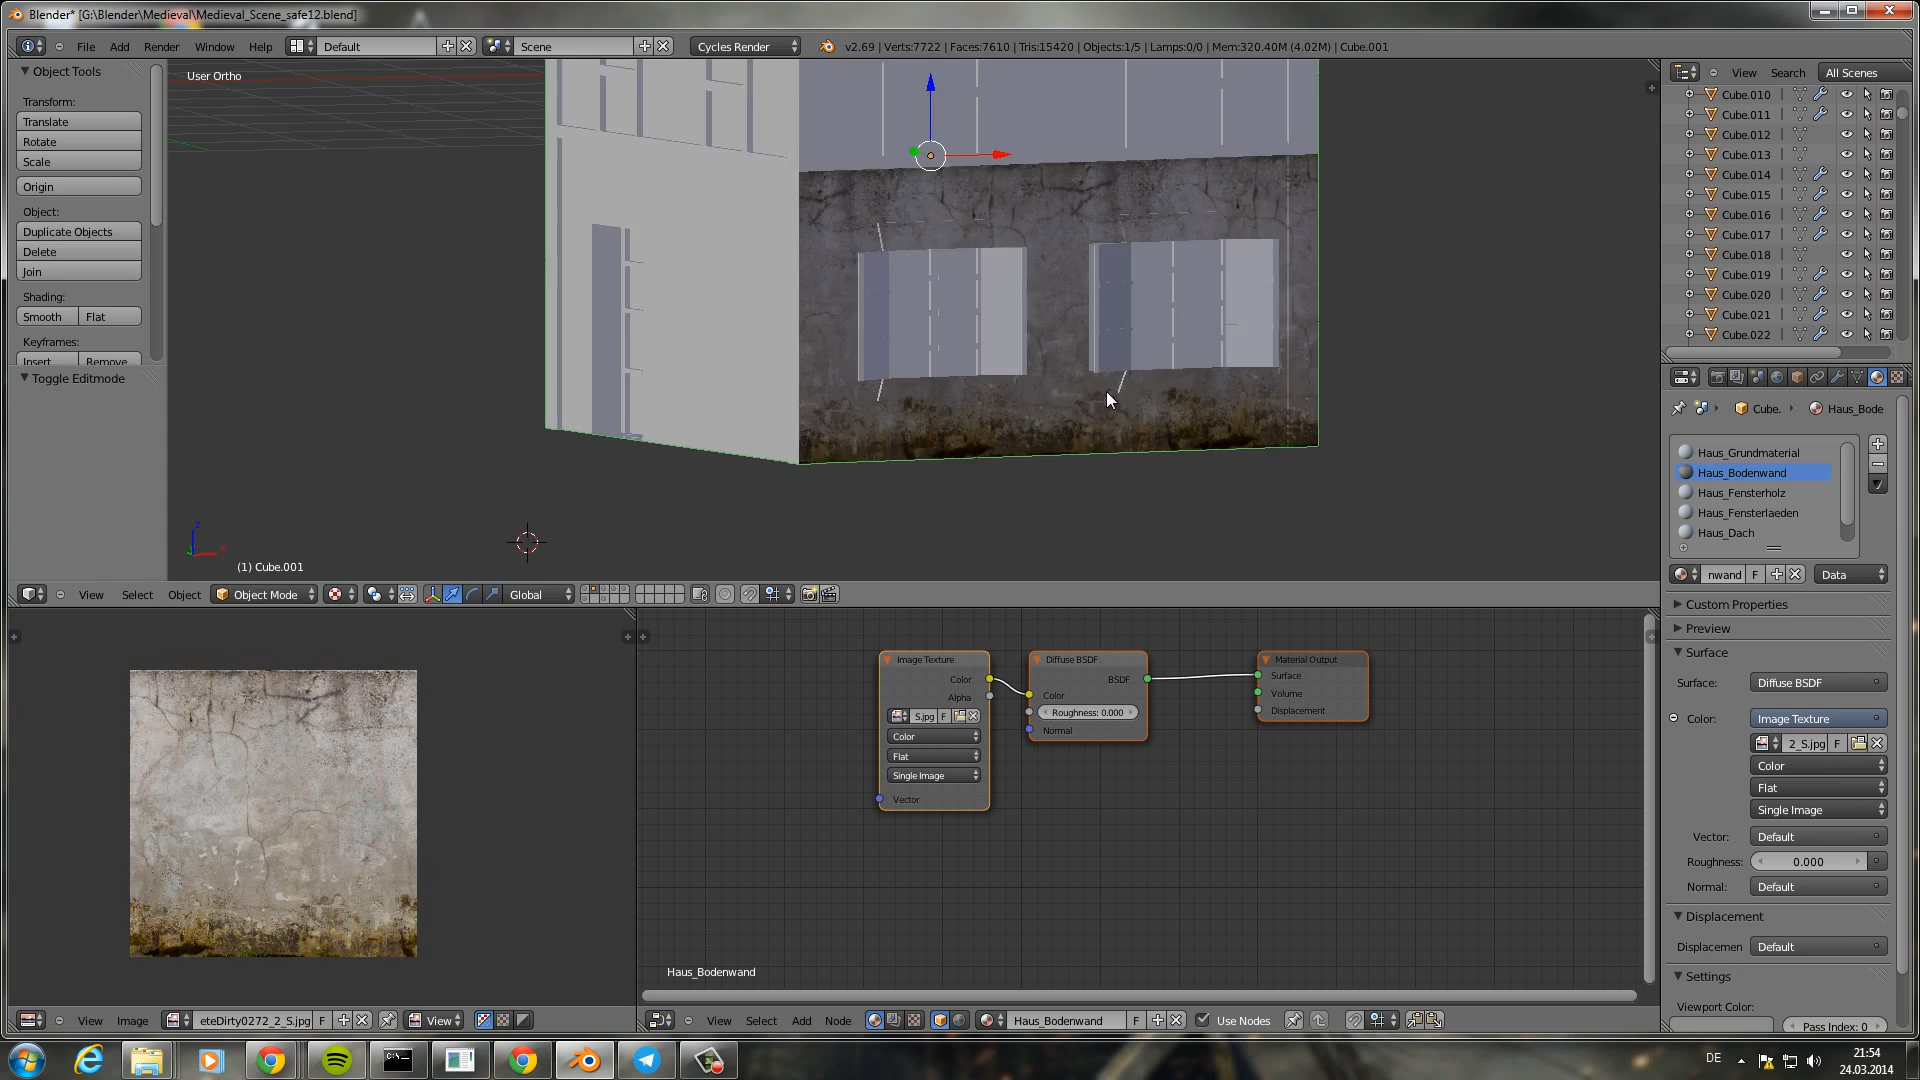 Blender* [G:\Blender\Medieval\Medieval_Scene_safe12.blend]
File Add Render Window Help Default Scene Cycles Render v2.69 | Verts:7722 | Faces:7610 | Tris:15420 | Objects:1/5 | Lamps:0/0 | Mem:320.40M (4.02M) | Cube.001
Object Tools
Transform:
Translate
Rotate
Scale
Origin
Object:
Duplicate Objects
Delete
Join
Shading:
Smooth Flat
Keyframes:
Insert Remove
Toggle Editmode
User Ortho
z
x
(1) Cube.001
View Select Object Object Mode Global
View Search All Scenes
Cube.010
Cube.011
Cube.012
Cube.013
Cube.014
Cube.015
Cube.016
Cube.017
Cube.018
Cube.019
Cube.020
Cube.021
Cube.022
Cube. Haus_Bode
Haus_Grundmaterial
Haus_Bodenwand
Haus_Fensterholz
Haus_Fensterlaeden
Haus_Dach
nwand F Data
Custom Properties
Preview
Surface
Surface: Diffuse BSDF
Color: Image Texture
2_S.jpg F
Color
Flat
Single Image
Vector: Default
Roughness: 0.000
Normal: Default
Displacement
Displacemen Default
Settings
Viewport Color:
Pass Index: 0
Image Texture
Color
Alpha
S.jpg F
Color
Flat
Single Image
Vector
Diffuse BSDF
BSDF
Color
Roughness: 0.000
Normal
Material Output
Surface
Volume
Displacement
Haus_Bodenwand
View Image eteDirty0272_2_S.jpg F View
View Select Add Node Haus_Bodenwand F Use Nodes
C:\_
DE
21:54
24.03.2014